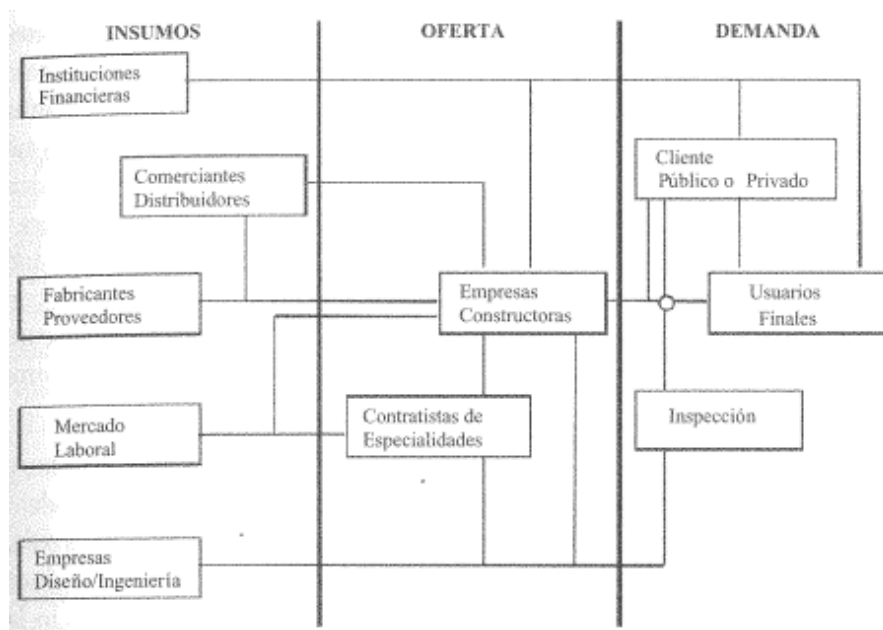 INSUMOS
OFERTA
DEMANDA
Instituciones
Financieras
Comerciantes
Distribuidores
Cliente
Público o Privado
Fabricantes
Proveedores
Empresas
Constructoras
Usuarios
Finales
Mercado
Laboral
Contratistas de
Especialidades
Inspección
Empresas
Diseño/Ingeniería